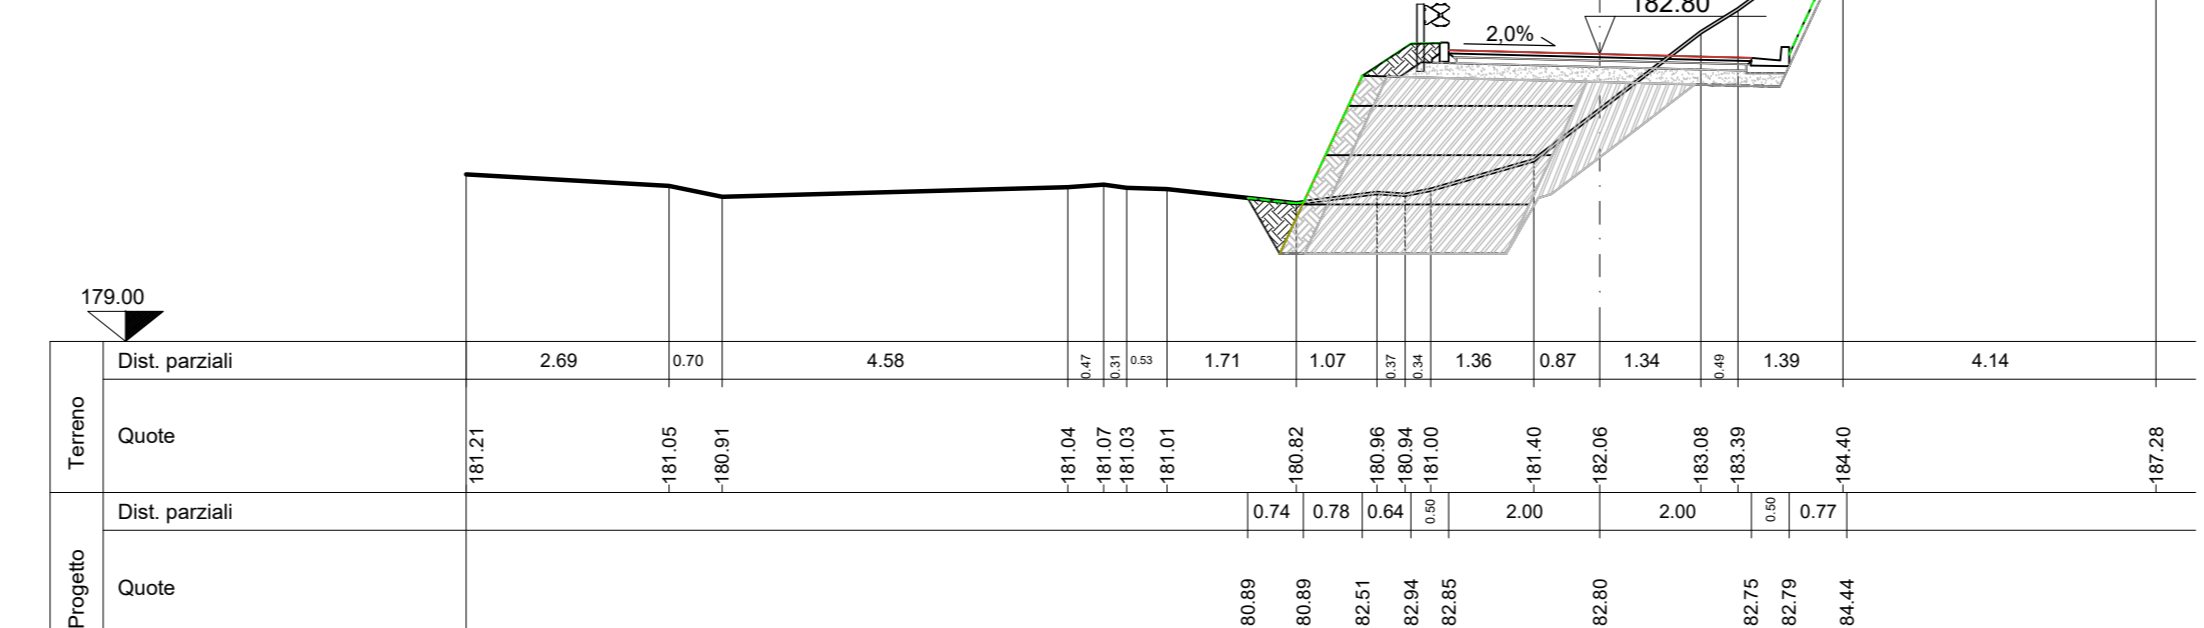 182.80
2,0%
179.00
Terreno
Dist. parziali 2.69 0.70 4.58 0.47 0.31 0.53 1.71 1.07 0.37 0.34 1.36 0.87 1.34 0.49 1.39 4.14
Quote 181.21 181.05 180.91 181.04 181.07 181.03 181.01 180.82 180.96 180.94 181.00 181.40 182.06 183.08 183.39 184.40 187.28
Progetto
Dist. parziali 0.74 0.78 0.64 0.50 2.00 2.00 0.50 0.77
Quote 80.89 80.89 82.51 82.94 82.85 82.80 82.75 82.79 84.44